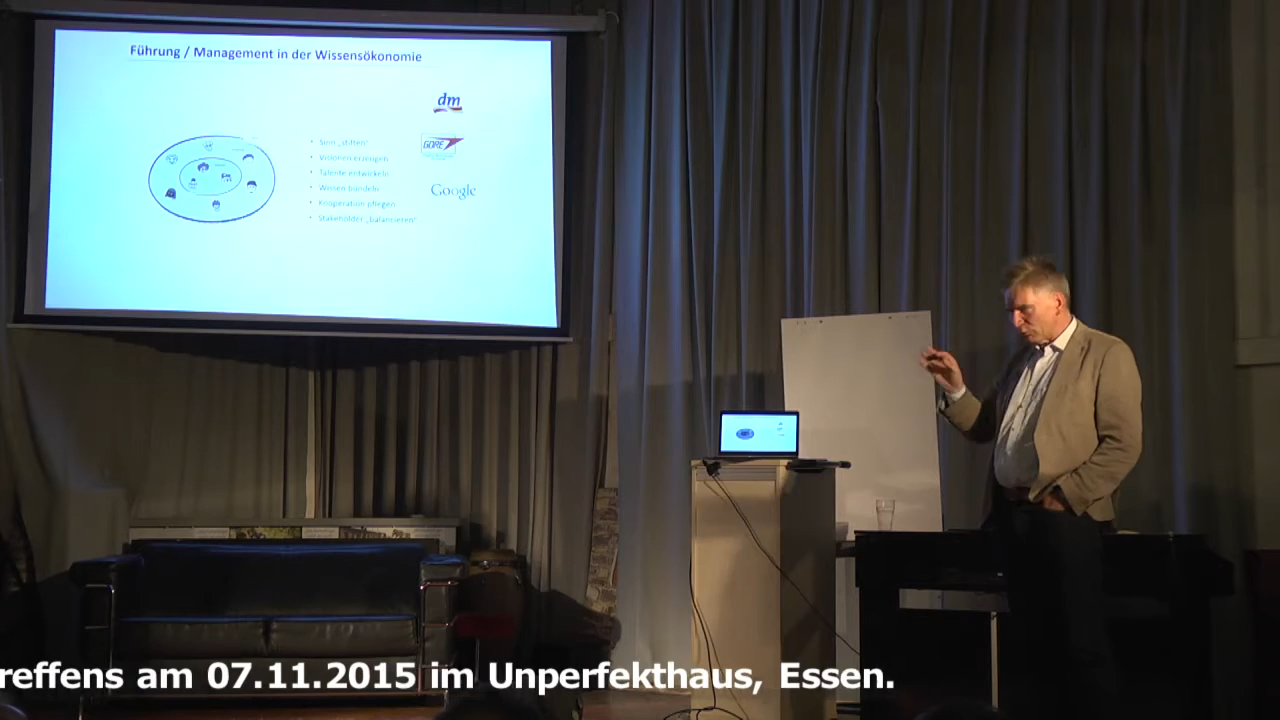 Führung / Management in der Wissensökonomie
dm
• Sinn „stiften“
GORE
• Visionen erzeugen
• Talente entwickeln
• Wissen bündeln
Google
• Kooperation pflegen
• Stakeholder „balancieren“
reffens am 07.11.2015 im Unperfekthaus, Essen.